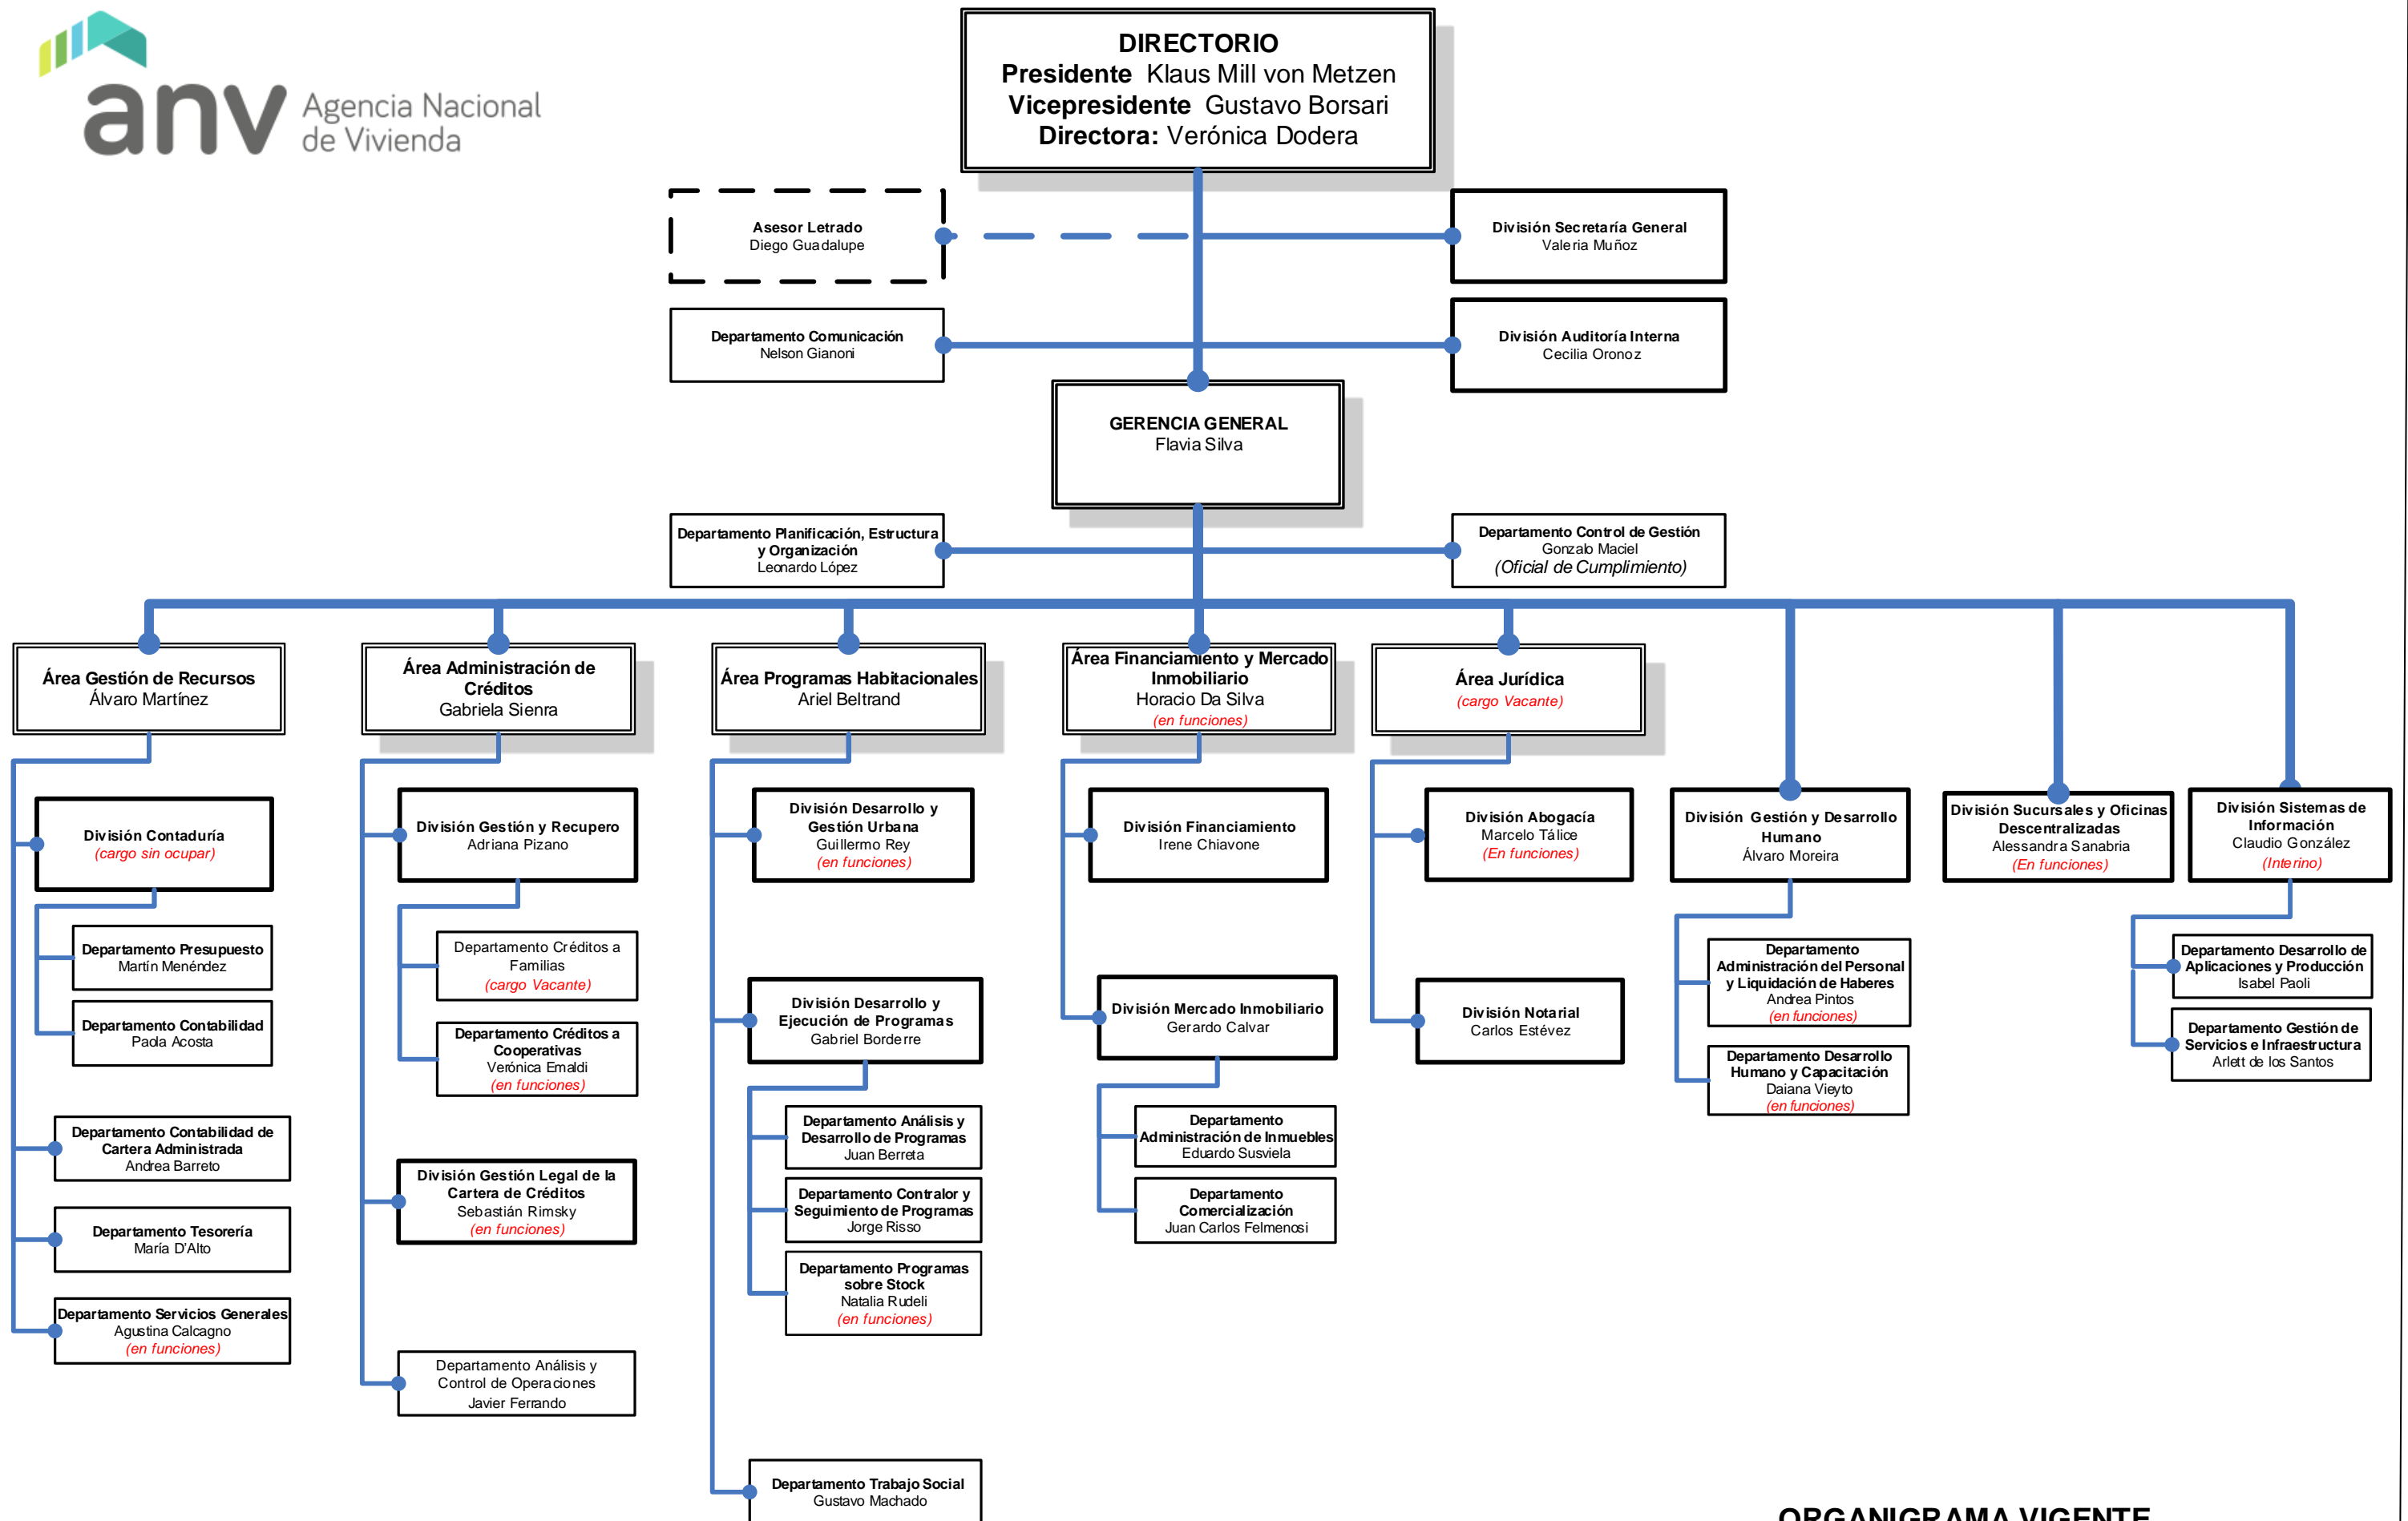 anv
Agencia Nacional
de Vivienda
DIRECTORIO
Presidente Klaus Mill von Metzen
Vicepresidente Gustavo Borsari
Directora: Verónica Dodera
Asesor Letrado
Diego Guadalupe
División Secretaría General
Valeria Muñoz
Departamento Comunicación
Nelson Gianoni
División Auditoría Interna
Cecilia Oronoz
GERENCIA GENERAL
Flavia Silva
Departamento Planificación, Estructura
y Organización
Leonardo López
Departamento Control de Gestión
Gonzalo Maciel
(Oficial de Cumplimiento)
Área Gestión de Recursos
Álvaro Martínez
Área Administración de
Créditos
Gabriela Sienra
Área Programas Habitacionales
Ariel Beltrand
Área Financiamiento y Mercado
Inmobiliario
Horacio Da Silva
(en funciones)
Área Jurídica
(cargo Vacante)
División Contaduría
(cargo sin ocupar)
Departamento Presupuesto
Martín Menéndez
Departamento Contabilidad
Paola Acosta
Departamento Contabilidad de
Cartera Administrada
Andrea Barreto
Departamento Tesorería
María D'Alto
Departamento Servicios Generales
Agustina Calcagno
(en funciones)
División Gestión y Recupero
Adriana Pizano
Departamento Créditos a
Familias
(cargo Vacante)
Departamento Créditos a
Cooperativas
Verónica Emaldi
(en funciones)
División Gestión Legal de la
Cartera de Créditos
Sebastián Rimsky
(en funciones)
Departamento Análisis y
Control de Operaciones
Javier Ferrando
División Desarrollo y
Gestión Urbana
Guillermo Rey
(en funciones)
División Desarrollo y
Ejecución de Programas
Gabriel Borderre
Departamento Análisis y
Desarrollo de Programas
Juan Berreta
Departamento Contralor y
Seguimiento de Programas
Jorge Risso
Departamento Programas
sobre Stock
Natalia Rudeli
(en funciones)
Departamento Trabajo Social
Gustavo Machado
División Financiamiento
Irene Chiavone
División Mercado Inmobiliario
Gerardo Calvar
Departamento
Administración de Inmuebles
Eduardo Susviela
Departamento
Comercialización
Juan Carlos Felmenosi
División Abogacía
Marcelo Tálice
(En funciones)
División Notarial
Carlos Estévez
División Gestión y Desarrollo
Humano
Álvaro Moreira
Departamento
Administración del Personal
y Liquidación de Haberes
Andrea Pintos
(en funciones)
Departamento Desarrollo
Humano y Capacitación
Daiana Vieyto
(en funciones)
División Sucursales y Oficinas
Descentralizadas
Alessandra Sanabria
(En funciones)
División Sistemas de
Información
Claudio González
(Interino)
Departamento Desarrollo de
Aplicaciones y Producción
Isabel Paoli
Departamento Gestión de
Servicios e Infraestructura
Arlett de los Santos
ORGANIGRAMA VIGENTE